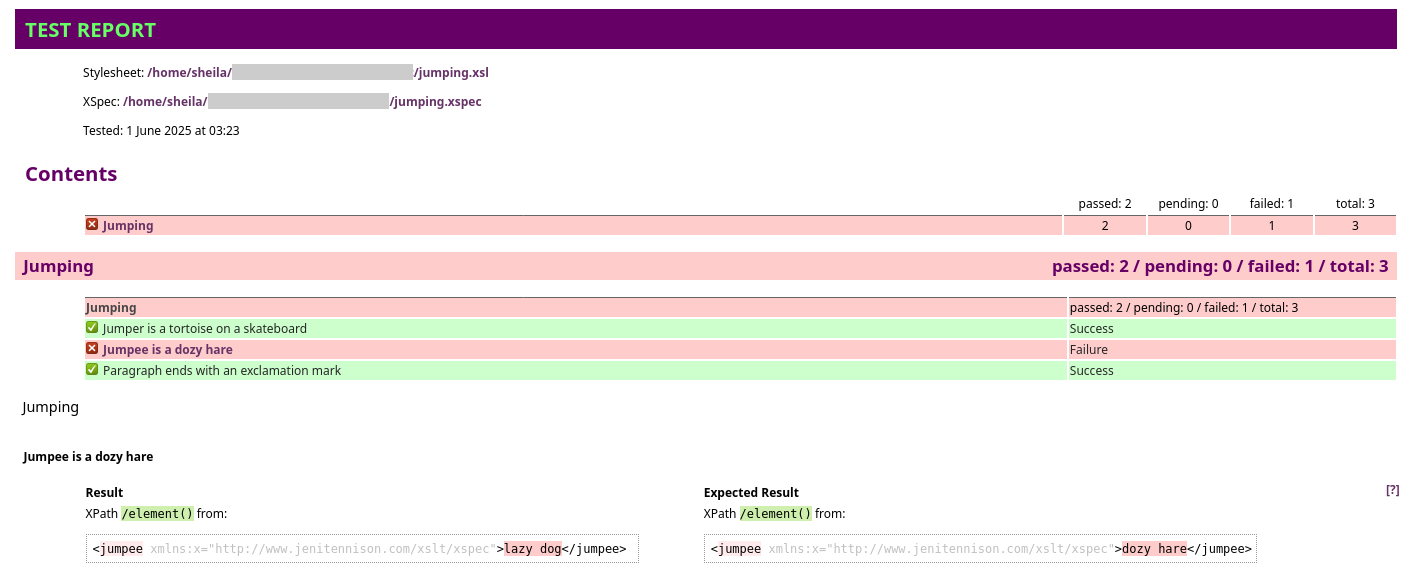 TEST REPORT
Stylesheet: /home/sheila/ /jumping.xsl
XSpec: /home/sheila/ /jumping.xspec
Tested: 1 June 2025 at 03:23
Contents
passed: 2 pending: 0 failed: 1 total: 3
Jumping 2 0 1 3
Jumping passed: 2 / pending: 0 / failed: 1 / total: 3
Jumping passed: 2 / pending: 0 / failed: 1 / total: 3
Jumper is a tortoise on a skateboard Success
Jumpee is a dozy hare Failure
Paragraph ends with an exclamation mark Success
Jumping
Jumpee is a dozy hare
Result Expected Result [?]
XPath /element() from: XPath /element() from:
<jumpee xmlns:x="http://www.jenitennison.com/xslt/xspec">lazy dog</jumpee> <jumpee xmlns:x="http://www.jenitennison.com/xslt/xspec">dozy hare</jumpee>